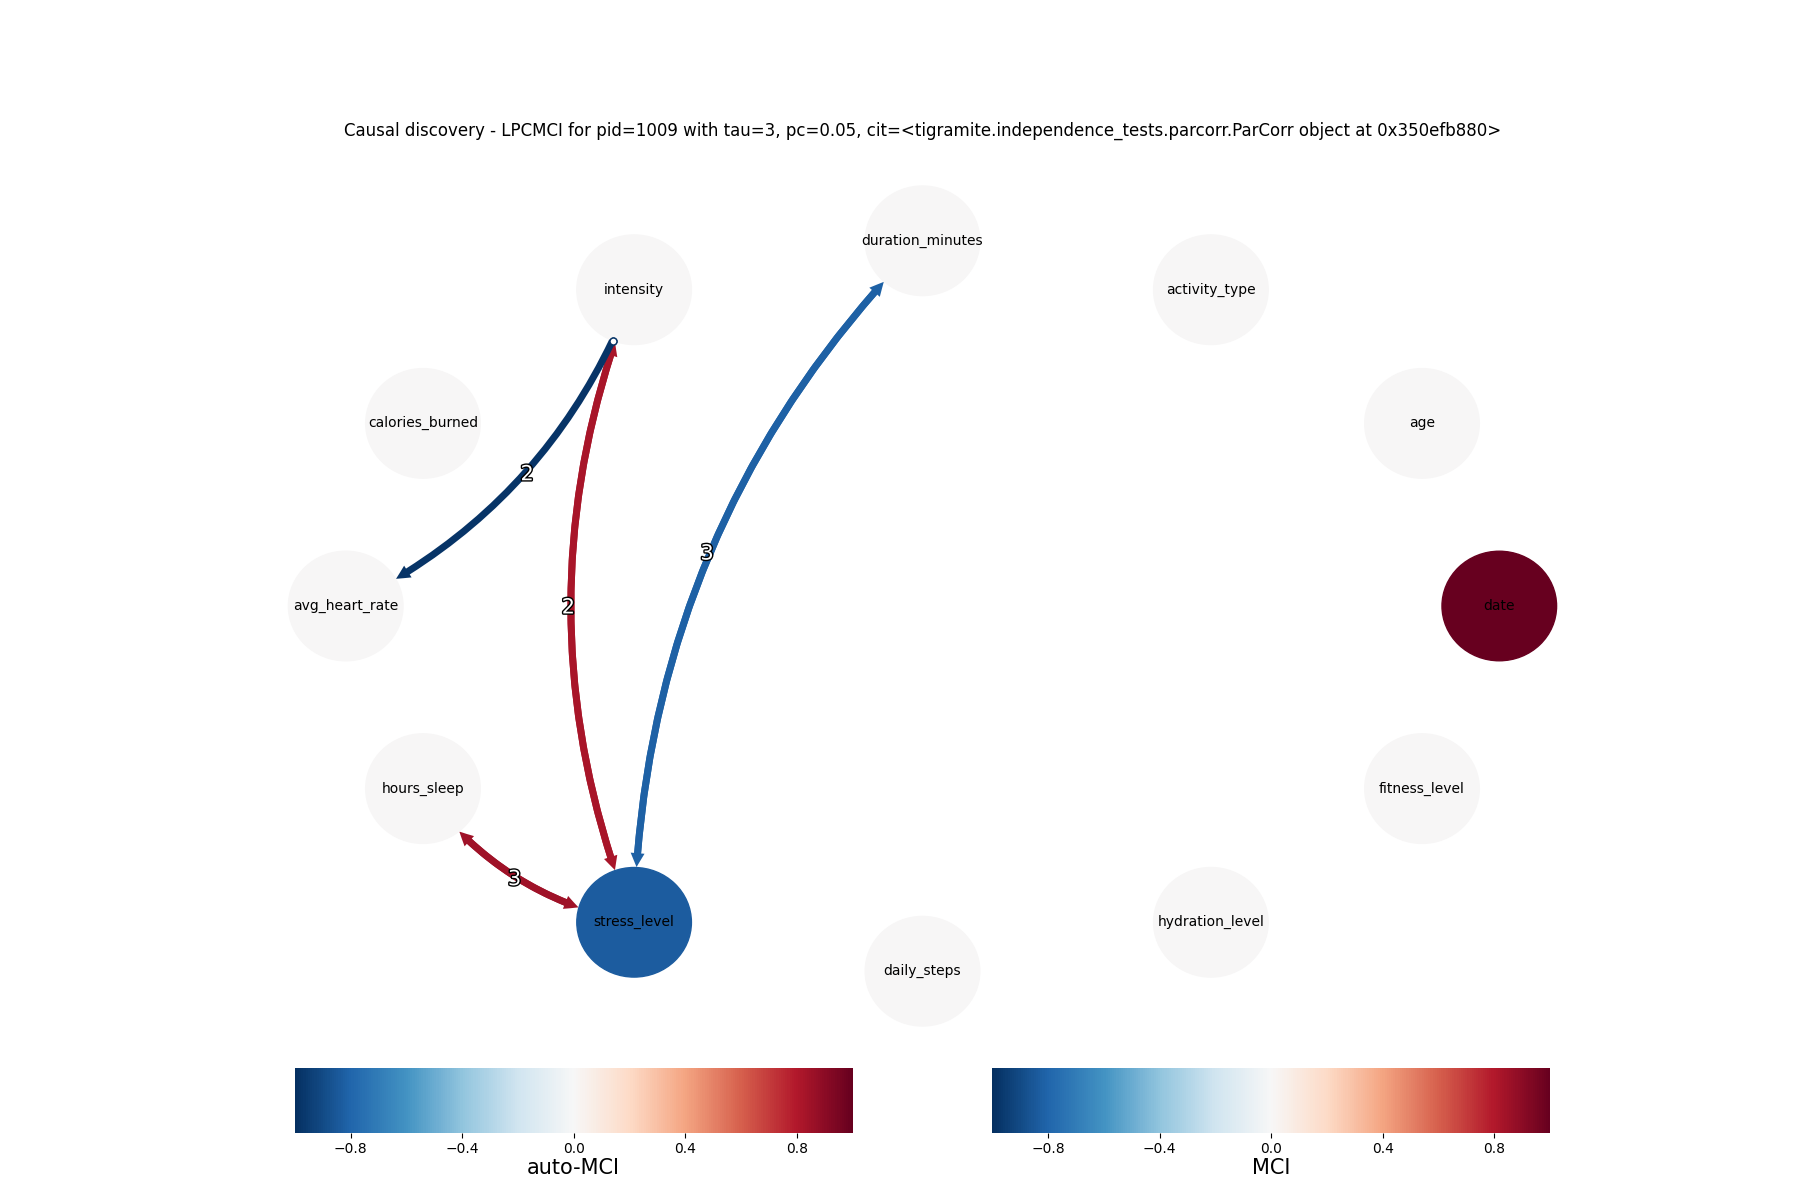 Causal discovery - LPCMCI for pid=1009 with tau=3, pc=0.05, cit=<tigramite.independence_tests.parcorr.ParCorr object at 0x350efb880>
duration_minutes
intensity
activity_type
calories_burned
age
2
3
avg_heart_rate
2
date
hours_sleep
fitness_level
3
stress_level
hydration_level
daily_steps
−0.8 −0.4 0.0 0.4 0.8
auto-MCI
−0.8 −0.4 0.0 0.4 0.8
MCI